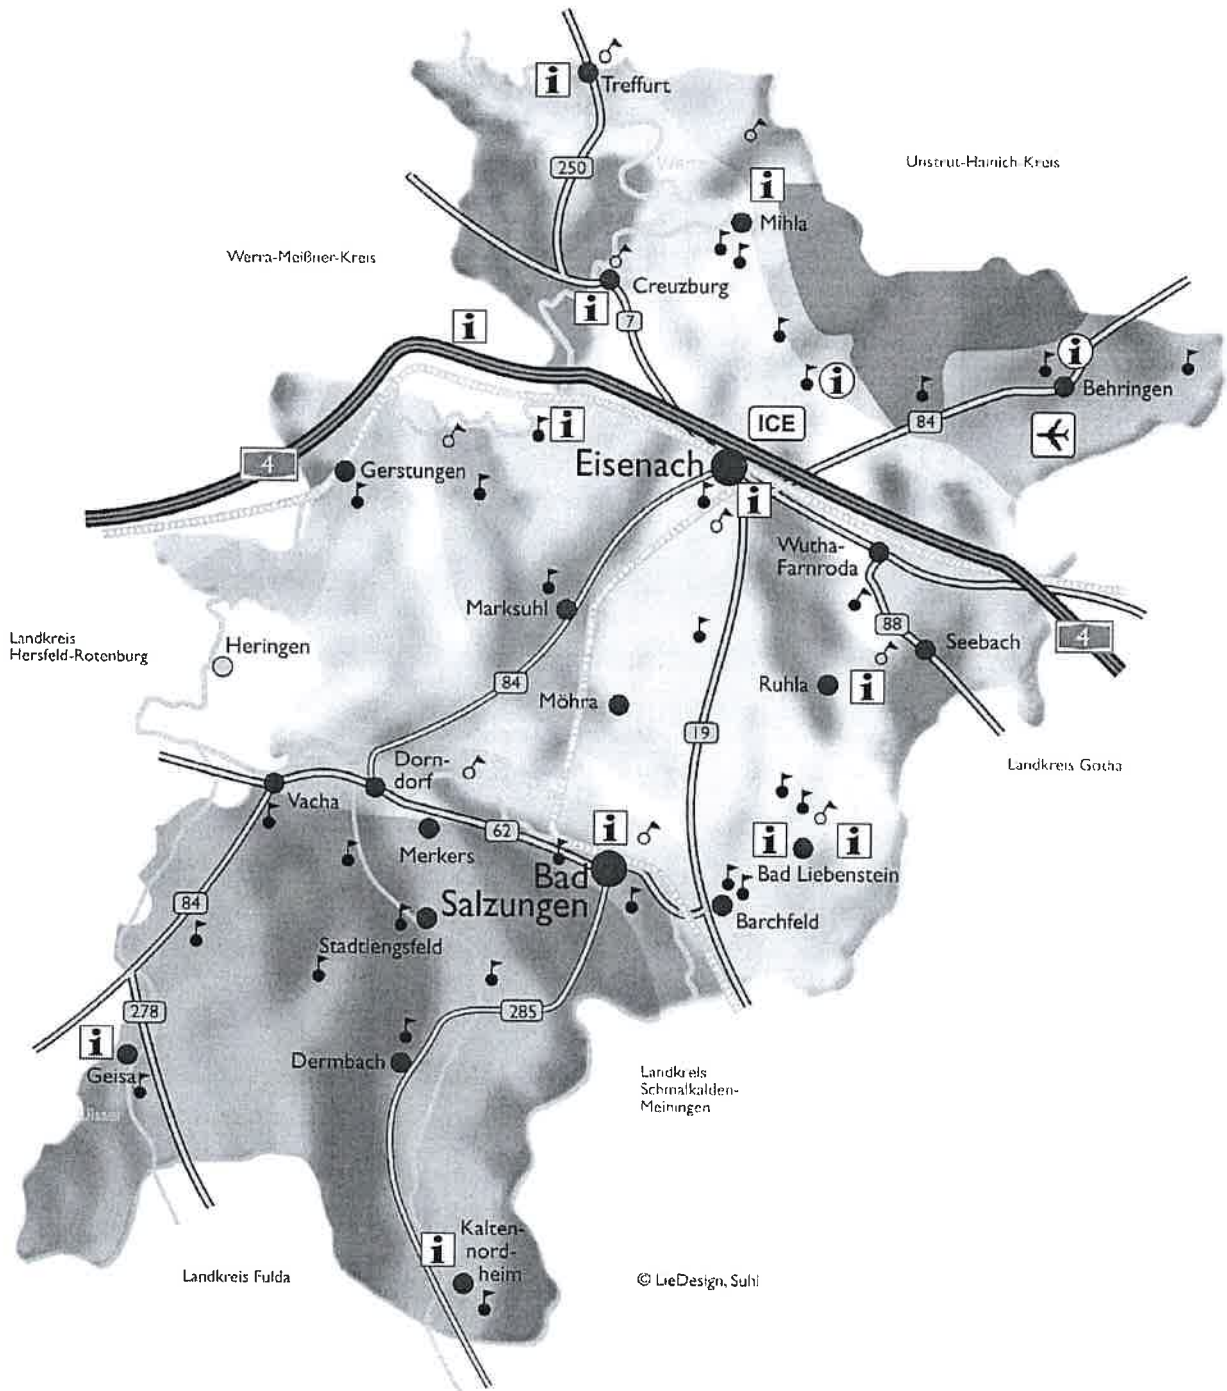 i
Treffurt
250
Werra
Unstrut-Hainich-Kreis
i
Mihla
Werra-Meißner-Kreis
Creuzburg
i
7
i
i
Behringen
i
84
ICE
i
4
Gerstungen
Eisenach
i
Wutha-
Farnroda
Marksuhl
88
4
Landkreis
Hersfeld-Rotenburg
Heringen
Seebach
84
Möhra
Ruhla
i
19
Landkreis Gotha
Dorn-
dorf
Vacha
62
Merkers
i
i
i
Bad Liebenstein
Bad
Salzungen
84
Barchfeld
Stadtlengsfeld
278
285
i
Geisa
Dermbach
Landkreis
Schmalkalden-
Meiningen
i
Kalten-
nord-
heim
Landkreis Fulda
© LieDesign, Suhl